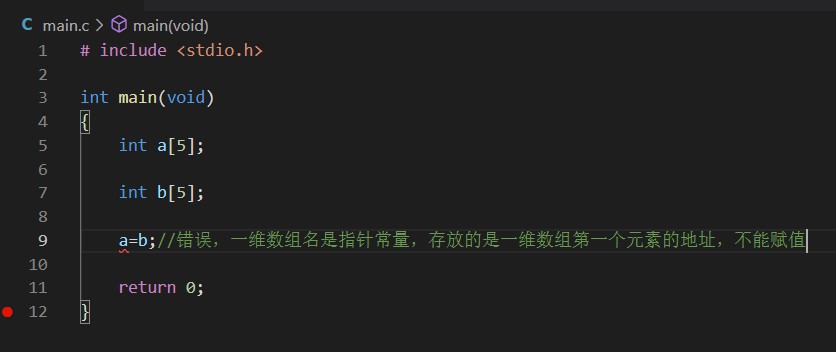 C main.c > main(void)
1 # include <stdio.h>
2
3 int main(void)
4 {
5 int a[5];
6
7 int b[5];
8
9 a=b;//错误，一维数组名是指针常量，存放的是一维数组第一个元素的地址，不能赋值
10
11 return 0;
12 }